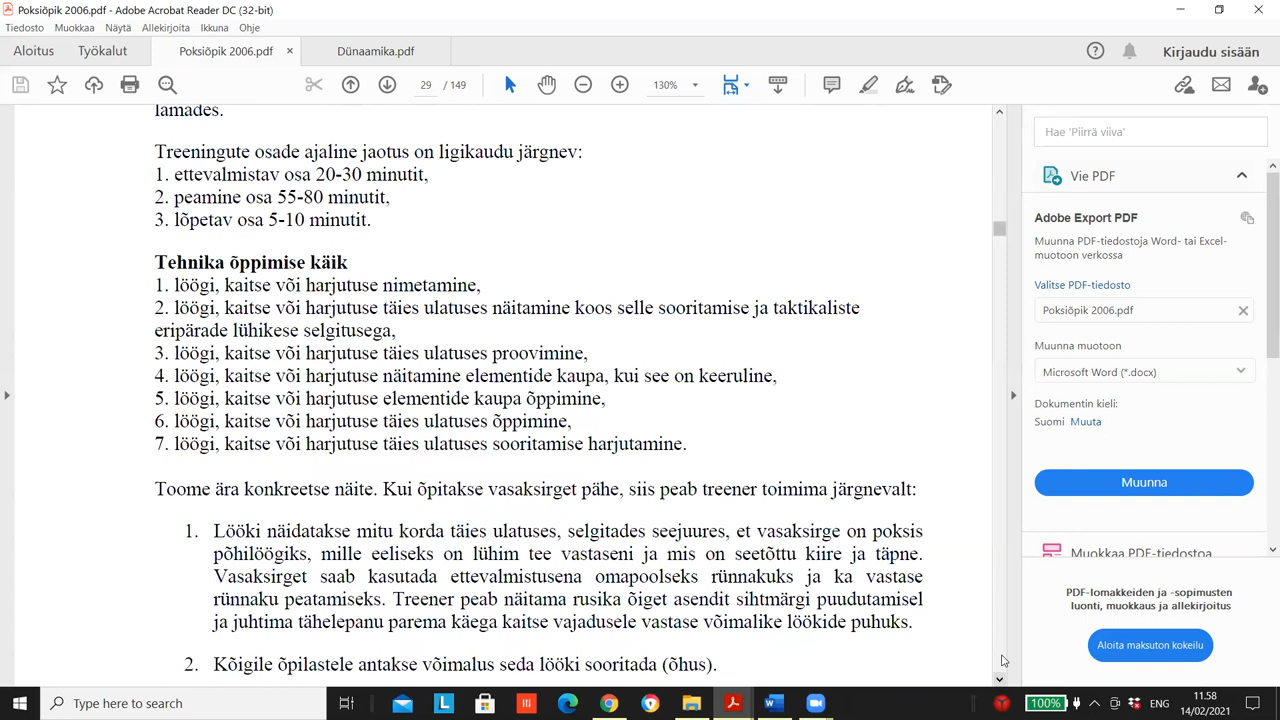 Poksiõpik 2006.pdf - Adobe Acrobat Reader DC (32-bit)
Tiedosto Muokkaa Näytä Allekirjoita Ikkuna Ohje
Aloitus Työkalut Poksiõpik 2006.pdf × Dünaamika.pdf Kirjaudu sisään
29 / 149 130%
lamades.
Treeningute osade ajaline jaotus on ligikaudu järgnev:
1. ettevalmistav osa 20-30 minutit,
2. peamine osa 55-80 minutit,
3. lõpetav osa 5-10 minutit.
Tehnika õppimise käik
1. löögi, kaitse või harjutuse nimetamine,
2. löögi, kaitse või harjutuse täies ulatuses näitamine koos selle sooritamise ja taktikaliste
eripärade lühikese selgitusega,
3. löögi, kaitse või harjutuse täies ulatuses proovimine,
4. löögi, kaitse või harjutuse näitamine elementide kaupa, kui see on keeruline,
5. löögi, kaitse või harjutuse elementide kaupa õppimine,
6. löögi, kaitse või harjutuse täies ulatuses õppimine,
7. löögi, kaitse või harjutuse täies ulatuses sooritamise harjutamine.
Toome ära konkreetse näite. Kui õpitakse vasaksirget pähe, siis peab treener toimima järgnevalt:
1. Lööki näidatakse mitu korda täies ulatuses, selgitades seejuures, et vasaksirge on poksis
põhilöögiks, mille eeliseks on lühim tee vastaseni ja mis on seetõttu kiire ja täpne.
Vasaksirget saab kasutada ettevalmistusena omapoolseks rünnakuks ja ka vastase
rünnaku peatamiseks. Treener peab näitama rusika õiget asendit sihtmärgi puudutamisel
ja juhtima tähelepanu parema käega kaitse vajadusele vastase võimalike löökide puhuks.
2. Kõigile õpilastele antakse võimalus seda lööki sooritada (õhus).
Hae 'Piirrä viiva'
Vie PDF
Adobe Export PDF
Muunna PDF-tiedostoja Word- tai Excel-
muotoon verkossa
Valitse PDF-tiedosto
Poksiõpik 2006.pdf
Muunna muotoon
Microsoft Word (*.docx)
Dokumentin kieli:
Suomi Muuta
Muunna
Muokkaa PDF-tiedostoa
PDF-lomakkeiden ja -sopimusten
luonti, muokkaus ja allekirjoitus
Aloita maksuton kokeilu
Type here to search
100% ENG
11.58
14/02/2021